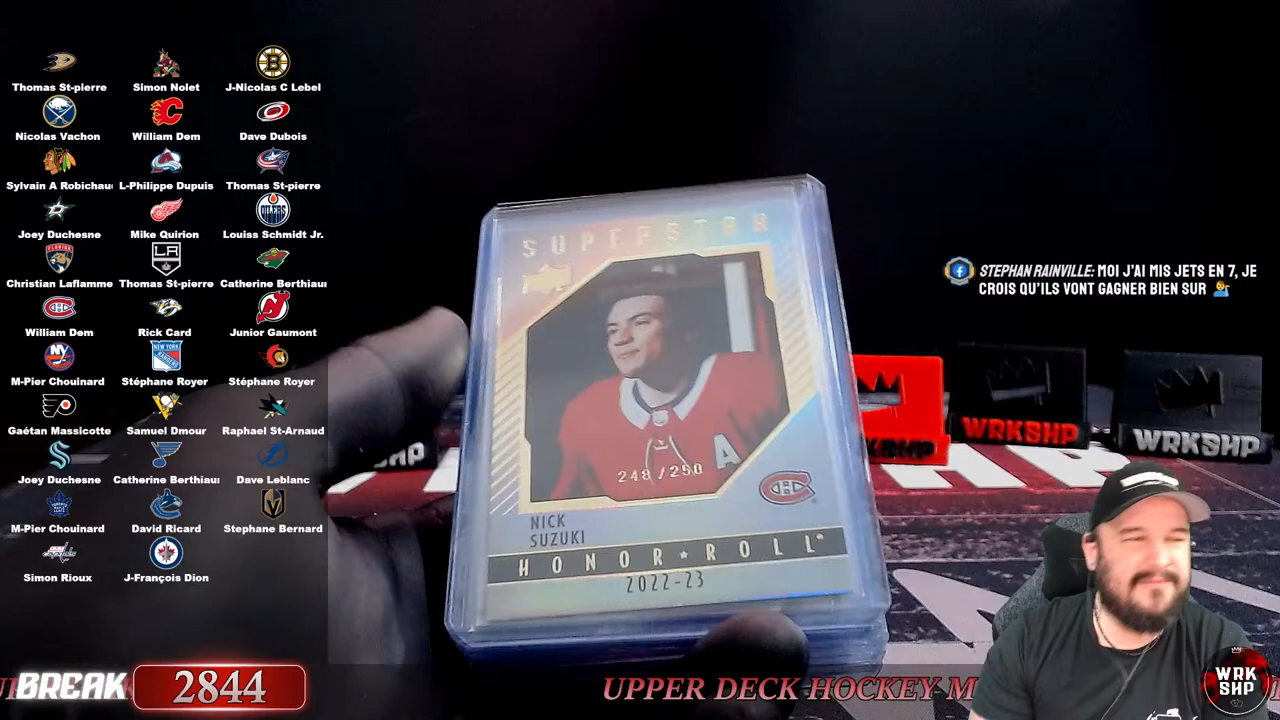 Thomas St-pierre
Simon Nolet
J-Nicolas C Lebel
Nicolas Vachon
William Dem
Dave Dubois
Sylvain A Robichau
L-Philippe Dupuis
Thomas St-pierre
Joey Duchesne
Mike Quirion
Louiss Schmidt Jr.
Christian Laflamme
Thomas St-pierre
Catherine Berthiau
William Dem
Rick Card
Junior Gaumont
M-Pier Chouinard
Stéphane Royer
Stéphane Royer
Gaétan Massicotte
Samuel Dmour
Raphael St-Arnaud
Joey Duchesne
Catherine Berthiau
Dave Leblanc
M-Pier Chouinard
David Ricard
Stephane Bernard
Simon Rioux
J-François Dion
BREAK 2844
SUPERSTAR
A
248/250
NICK
SUZUKI
HONOR ★ ROLL
2022-23
STEPHAN RAINVILLE: MOI J'AI MIS JETS EN 7, JE
CROIS QU'ILS VONT GAGNER BIEN SUR
WRKSHP
WRKSHP
UPPER DECK HOCKEY M
WRK
SHP